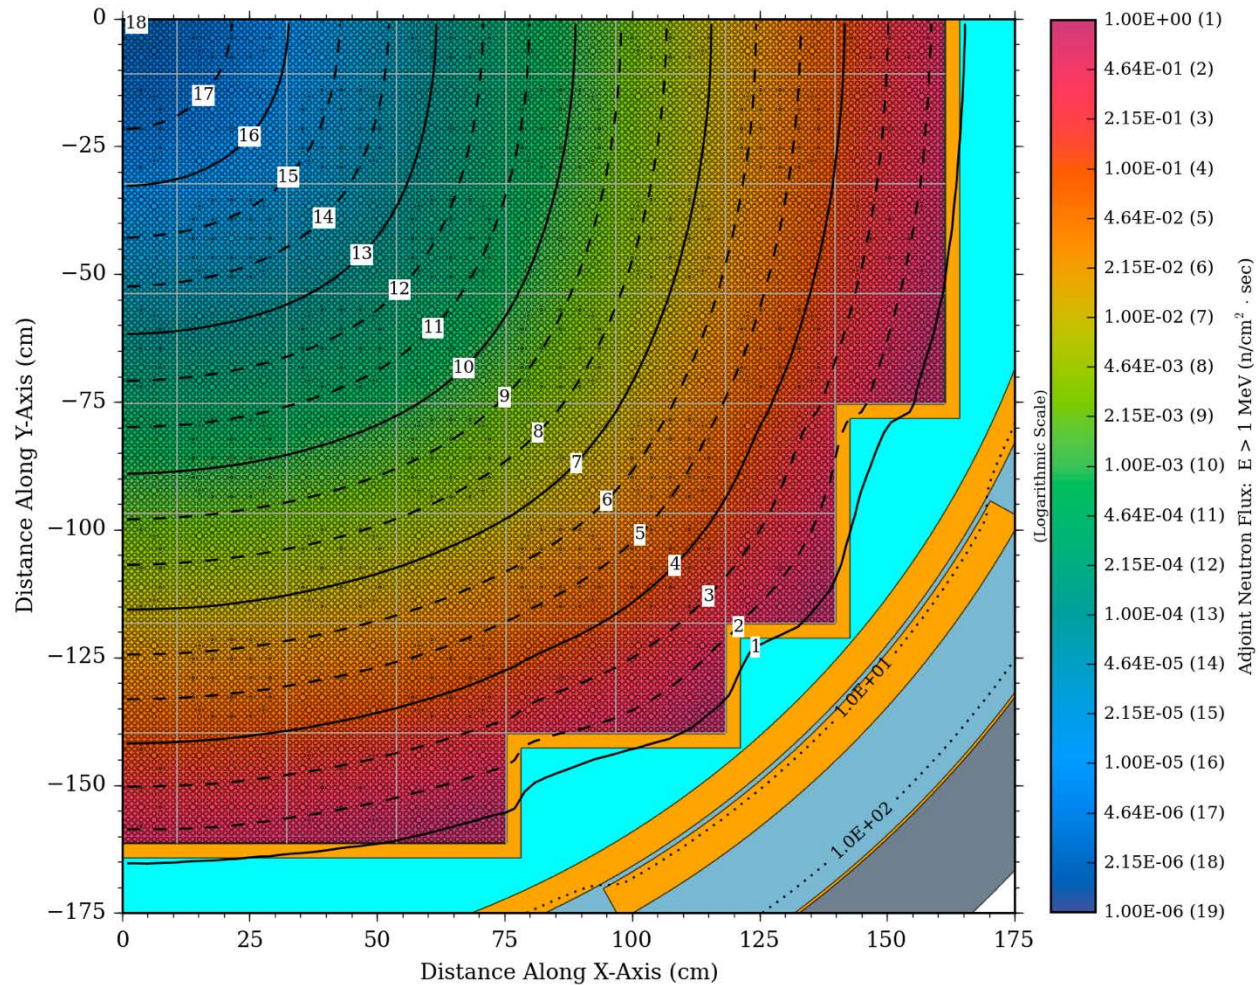 0
−25
−50
−75
−100
−125
−150
−175
Distance Along Y-Axis (cm)
18
17
16
15
14
13
12
11
10
9
8
7
6
5
4
3
2
1
1.0E+01
1.0E+02
0
25
50
75
100
125
150
175
Distance Along X-Axis (cm)
(Logarithmic Scale)
1.00E+00 (1)
4.64E-01 (2)
2.15E-01 (3)
1.00E-01 (4)
4.64E-02 (5)
2.15E-02 (6)
1.00E-02 (7)
4.64E-03 (8)
2.15E-03 (9)
1.00E-03 (10)
4.64E-04 (11)
2.15E-04 (12)
1.00E-04 (13)
4.64E-05 (14)
2.15E-05 (15)
1.00E-05 (16)
4.64E-06 (17)
2.15E-06 (18)
1.00E-06 (19)
Adjoint Neutron Flux: E > 1 MeV (n/cm² · sec)